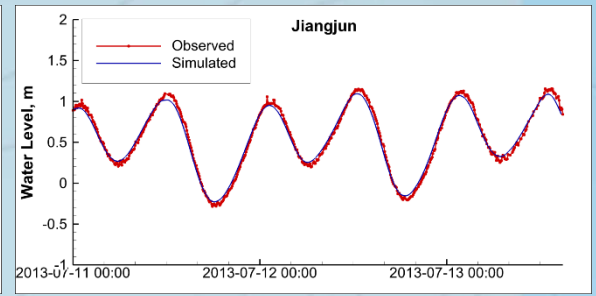 Jiangjun
Observed
Simulated
Water Level, m
2
1.5
1
0.5
0
-0.5
-1
2013-07-11 00:00
2013-07-12 00:00
2013-07-13 00:00